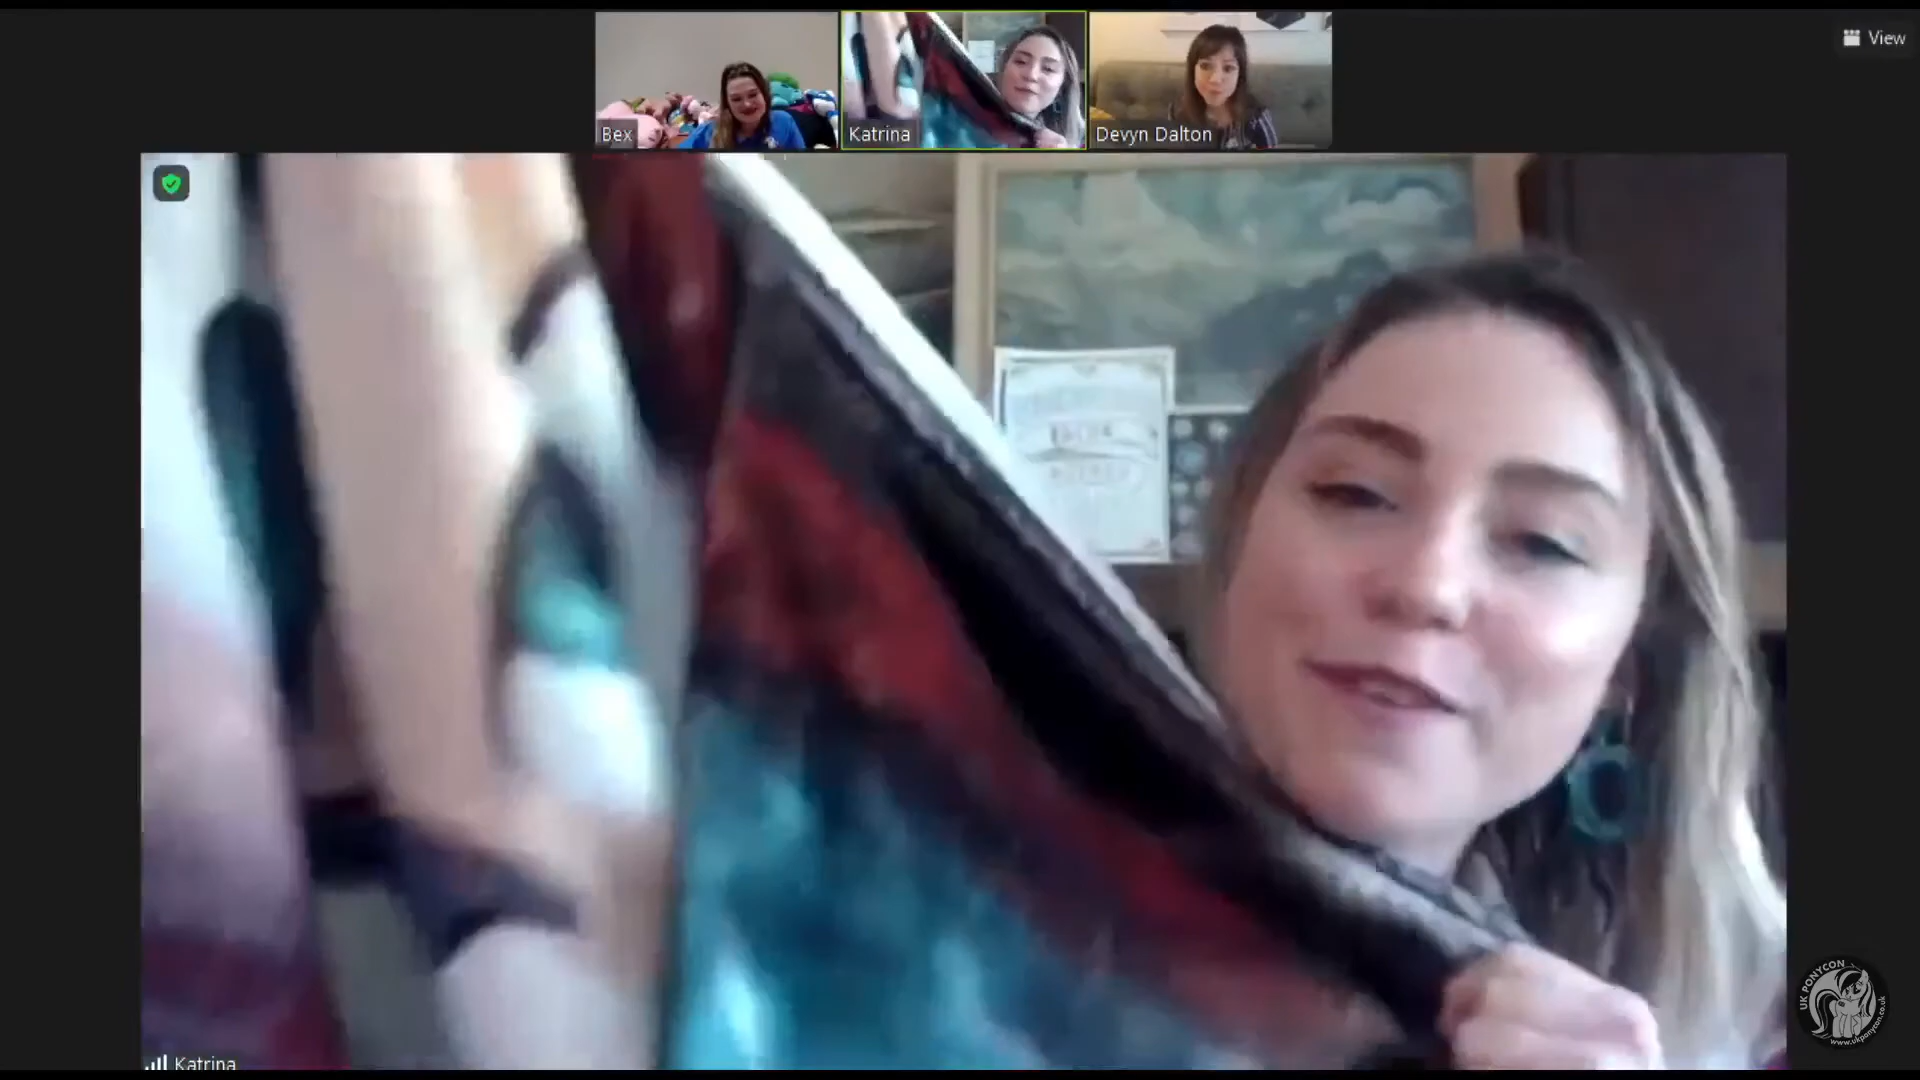 View
Bex
Katrina
Devyn Dalton
Katrina
UK PONYCON
www.ukponycon.co.uk